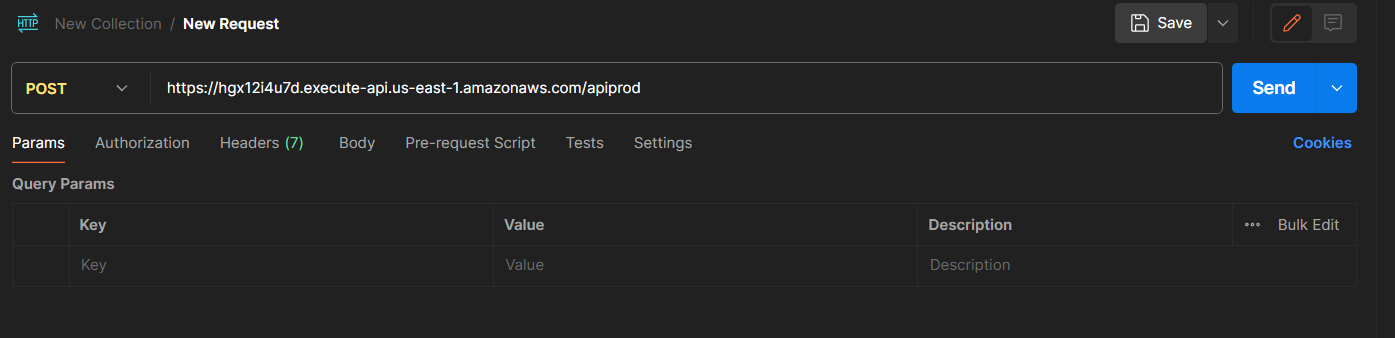 HTTP New Collection / New Request Save
POST https://hgx12i4u7d.execute-api.us-east-1.amazonaws.com/apiprod Send
Params Authorization Headers (7) Body Pre-request Script Tests Settings Cookies
Query Params
Key Value Description Bulk Edit
Key Value Description